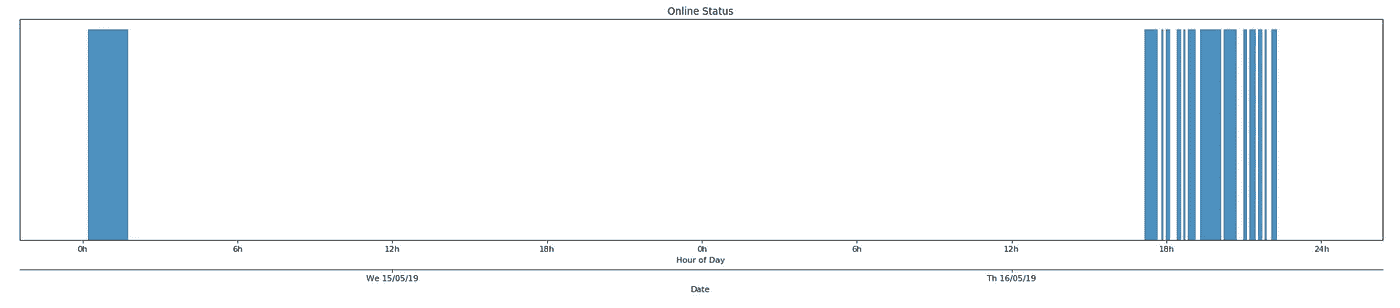 Online Status
0h 6h 12h 18h 0h 6h 12h 18h 24h
Hour of Day
We 15/05/19 Th 16/05/19
Date